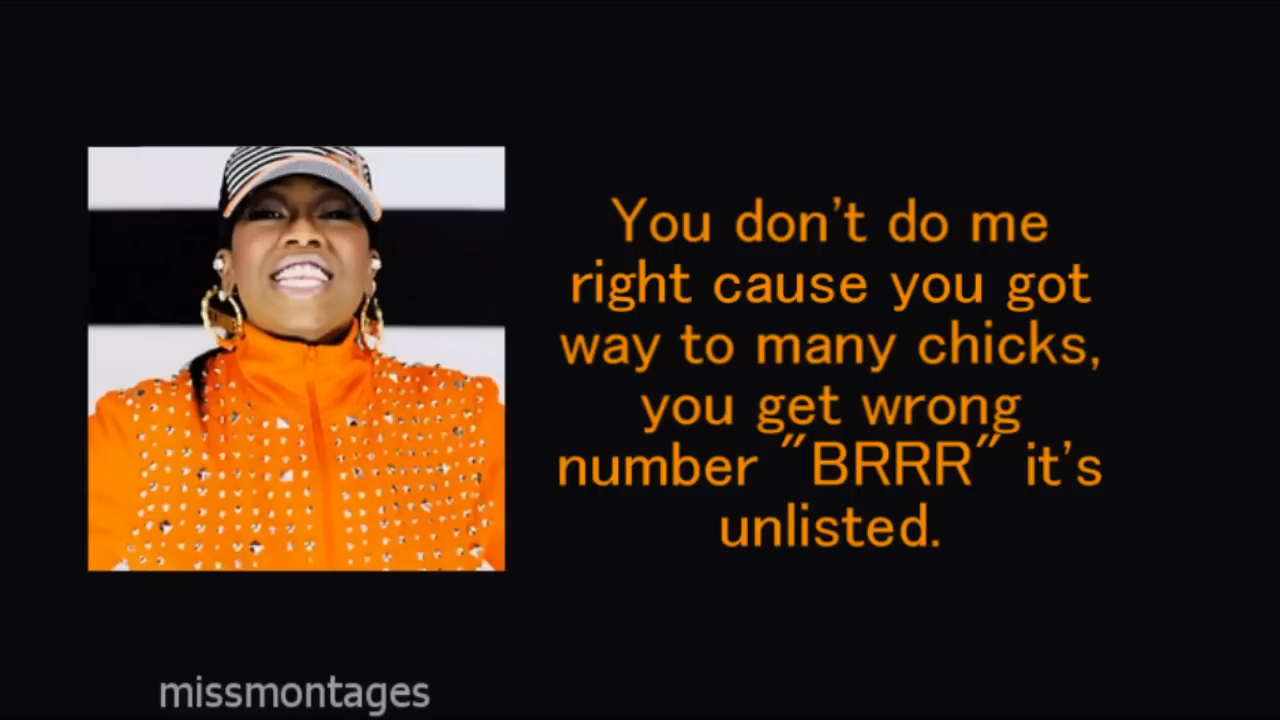 You don't do me
right cause you got
way to many chicks,
you get wrong
number "BRRR" it's
unlisted.
missmontages